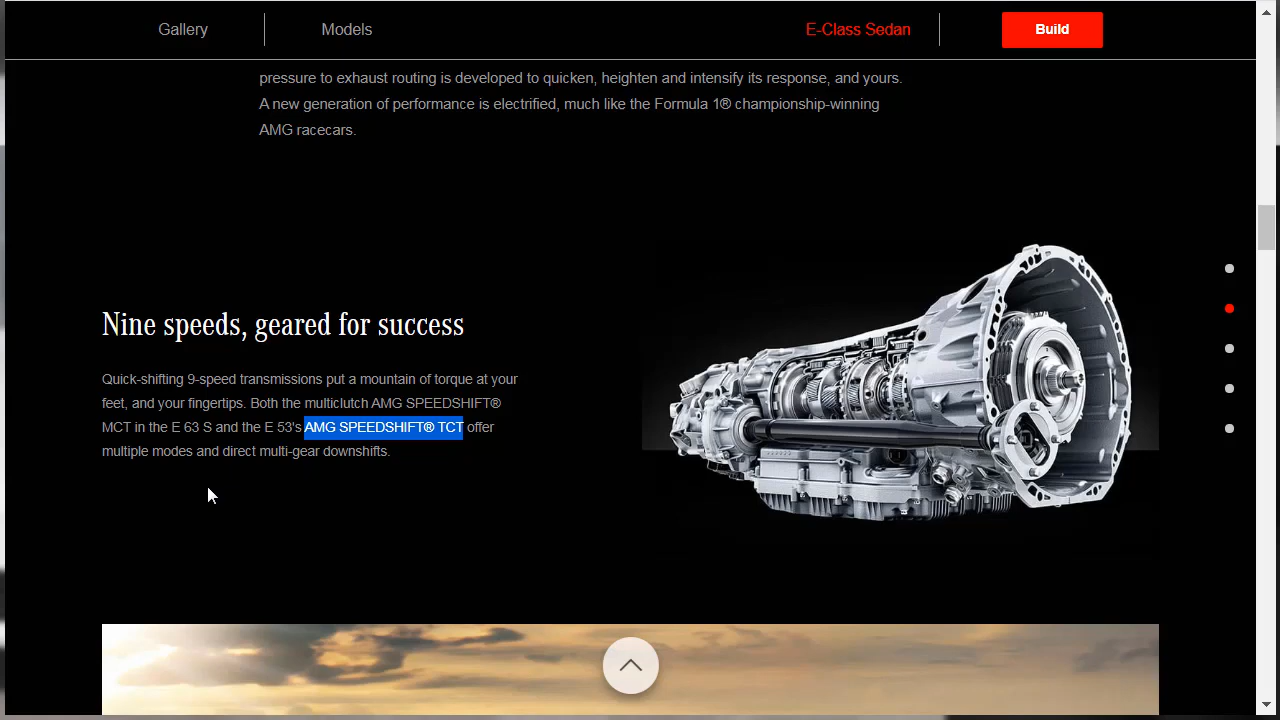 Gallery
Models
E-Class Sedan
Build
pressure to exhaust routing is developed to quicken, heighten and intensify its response, and yours.
A new generation of performance is electrified, much like the Formula 1® championship-winning
AMG racecars.
Nine speeds, geared for success
Quick-shifting 9-speed transmissions put a mountain of torque at your
feet, and your fingertips. Both the multiclutch AMG SPEEDSHIFT®
MCT in the E 63 S and the E 53's AMG SPEEDSHIFT® TCT offer
multiple modes and direct multi-gear downshifts.